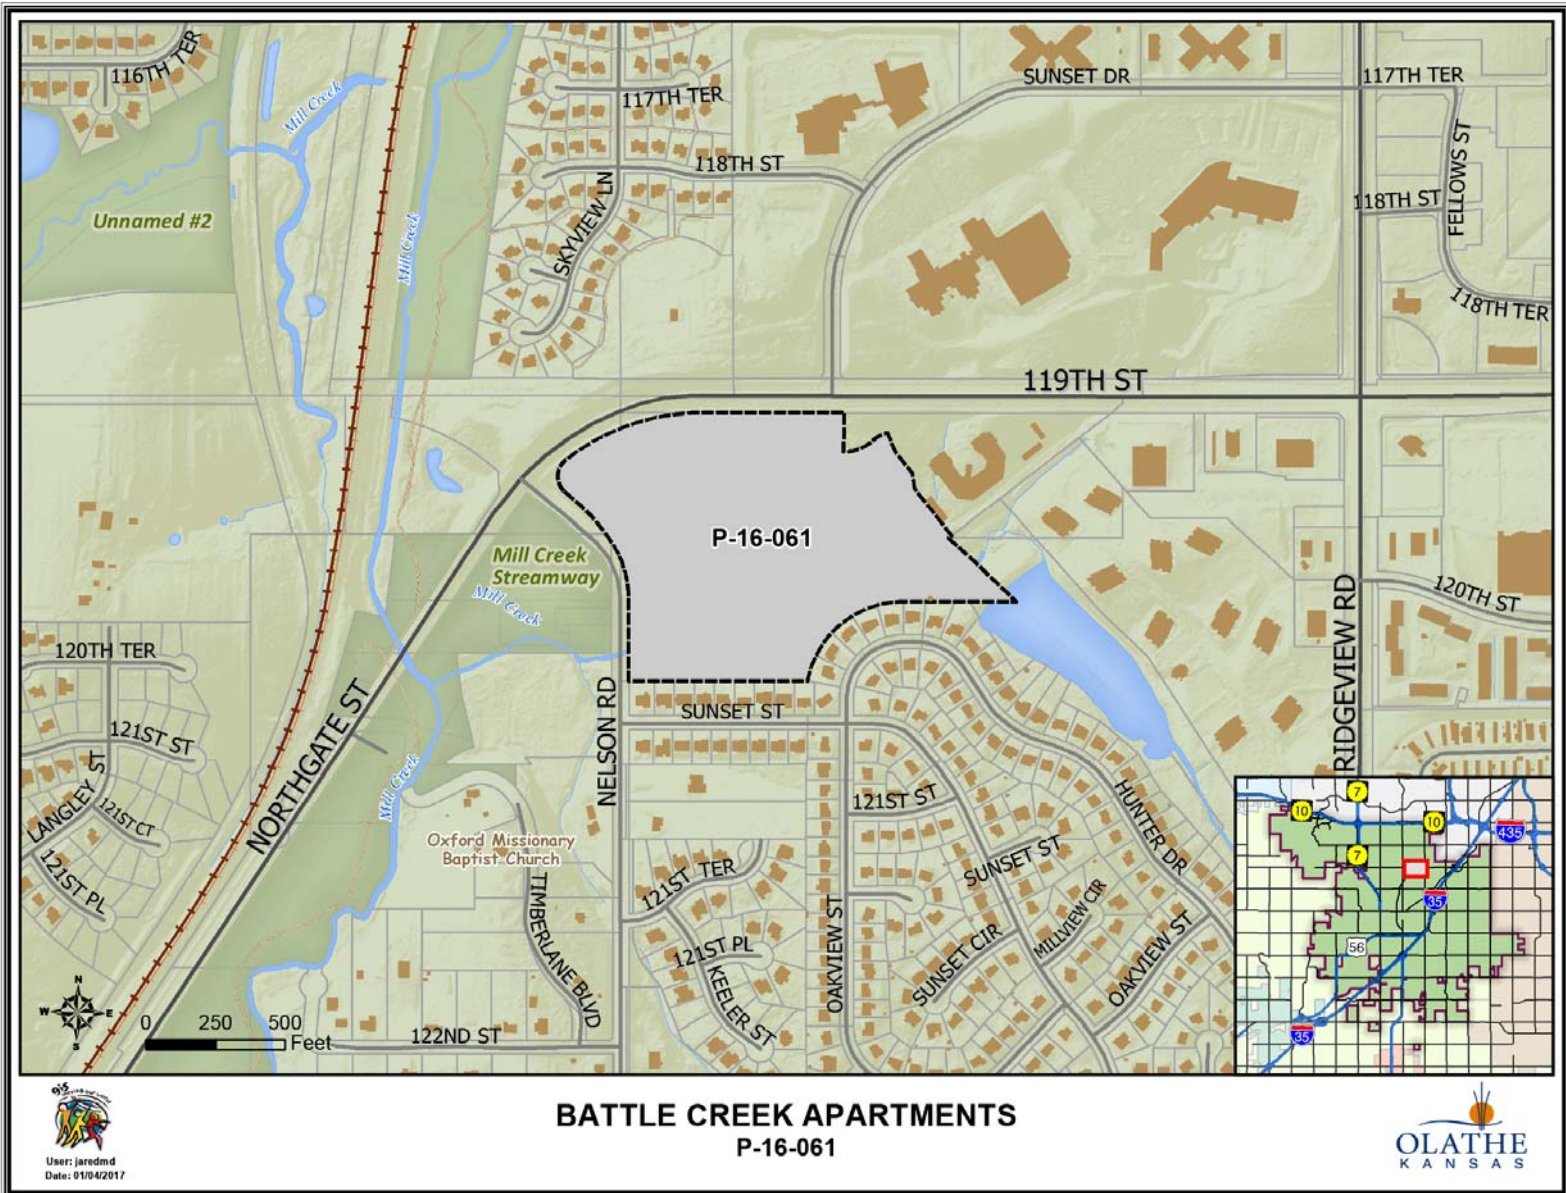 116TH TER
Mill Creek
Unnamed #2
Mill Creek
117TH TER
118TH ST
SKYVIEW LN
SUNSET DR
117TH TER
FELLOWS ST
118TH ST
118TH TER
119TH ST
P-16-061
Mill Creek
Streamway
Mill Creek
120TH ST
RIDGEVIEW RD
120TH TER
121ST ST
LANGLEY ST
121ST CT
121ST PL
NORTHGATE ST
Mill Creek
NELSON RD
SUNSET ST
Oxford Missionary
Baptist Church
TIMBERLANE BLVD
121ST ST
HUNTER DR
SUNSET ST
121ST TER
121ST PL
KEELER ST
OAKVIEW ST
SUNSET CIR
MILLVIEW CIR
OAKVIEW ST
122ND ST
N
W E
S
0 250 500
Feet
7
10
10
435
7
35
56
35
BATTLE CREEK APARTMENTS
P-16-061
gis
User: jaredmd
Date: 01/04/2017
OLATHE
KANSAS